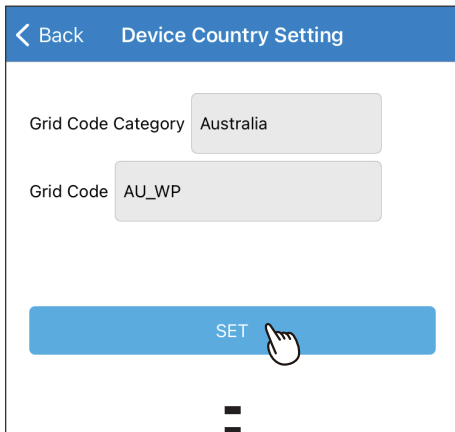 Back Device Country Setting
Grid Code Category Australia
Grid Code AU_WP
SET